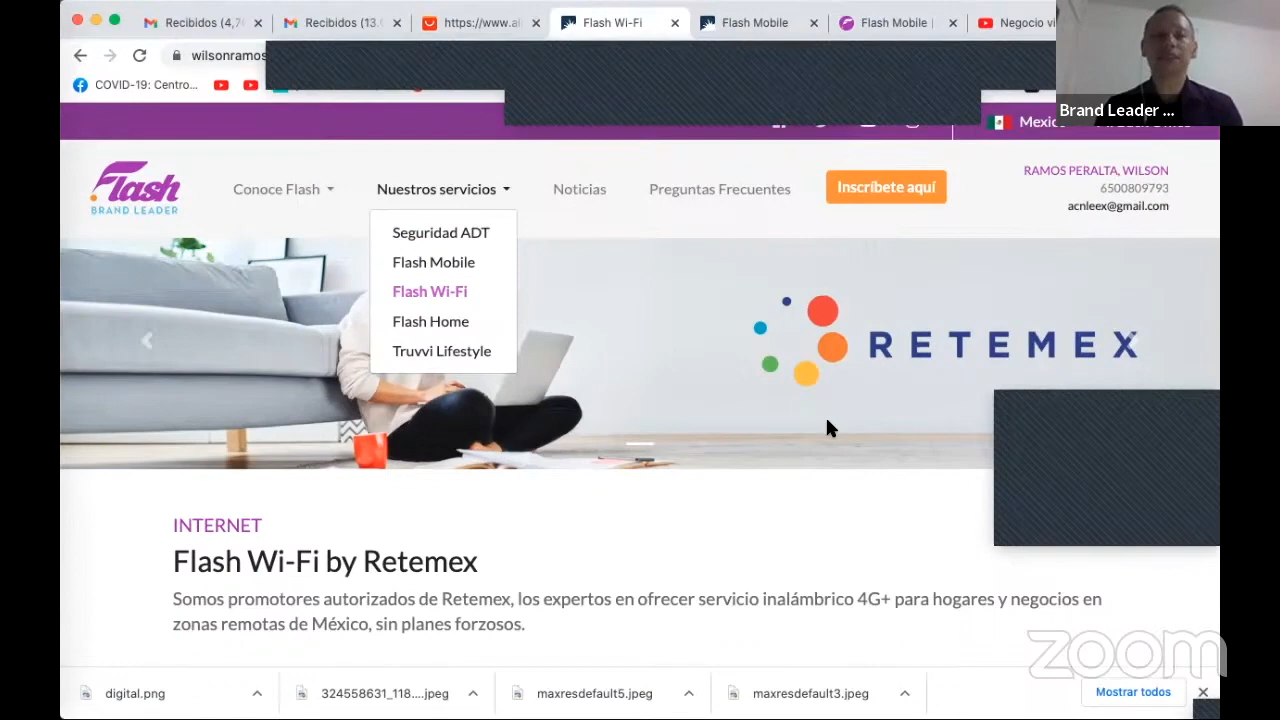 Recibidos (4,7
Recibidos (13.
https://www.al
Flash Wi-Fi
Flash Mobile
Flash Mobile |
Negocio vi
wilsonramos
COVID-19: Centro...
Brand Leader ...
Flash
BRAND LEADER
Conoce Flash
Nuestros servicios
Noticias
Preguntas Frecuentes
Inscríbete aquí
RAMOS PERALTA, WILSON
6500809793
acnleex@gmail.com
Seguridad ADT
Flash Mobile
Flash Wi-Fi
Flash Home
Truvvi Lifestyle
RETEMEX
INTERNET
Flash Wi-Fi by Retemex
Somos promotores autorizados de Retemex, los expertos en ofrecer servicio inalámbrico 4G+ para hogares y negocios en
zonas remotas de México, sin planes forzosos.
zoom
digital.png
324558631_118....jpeg
maxresdefault5.jpeg
maxresdefault3.jpeg
Mostrar todos